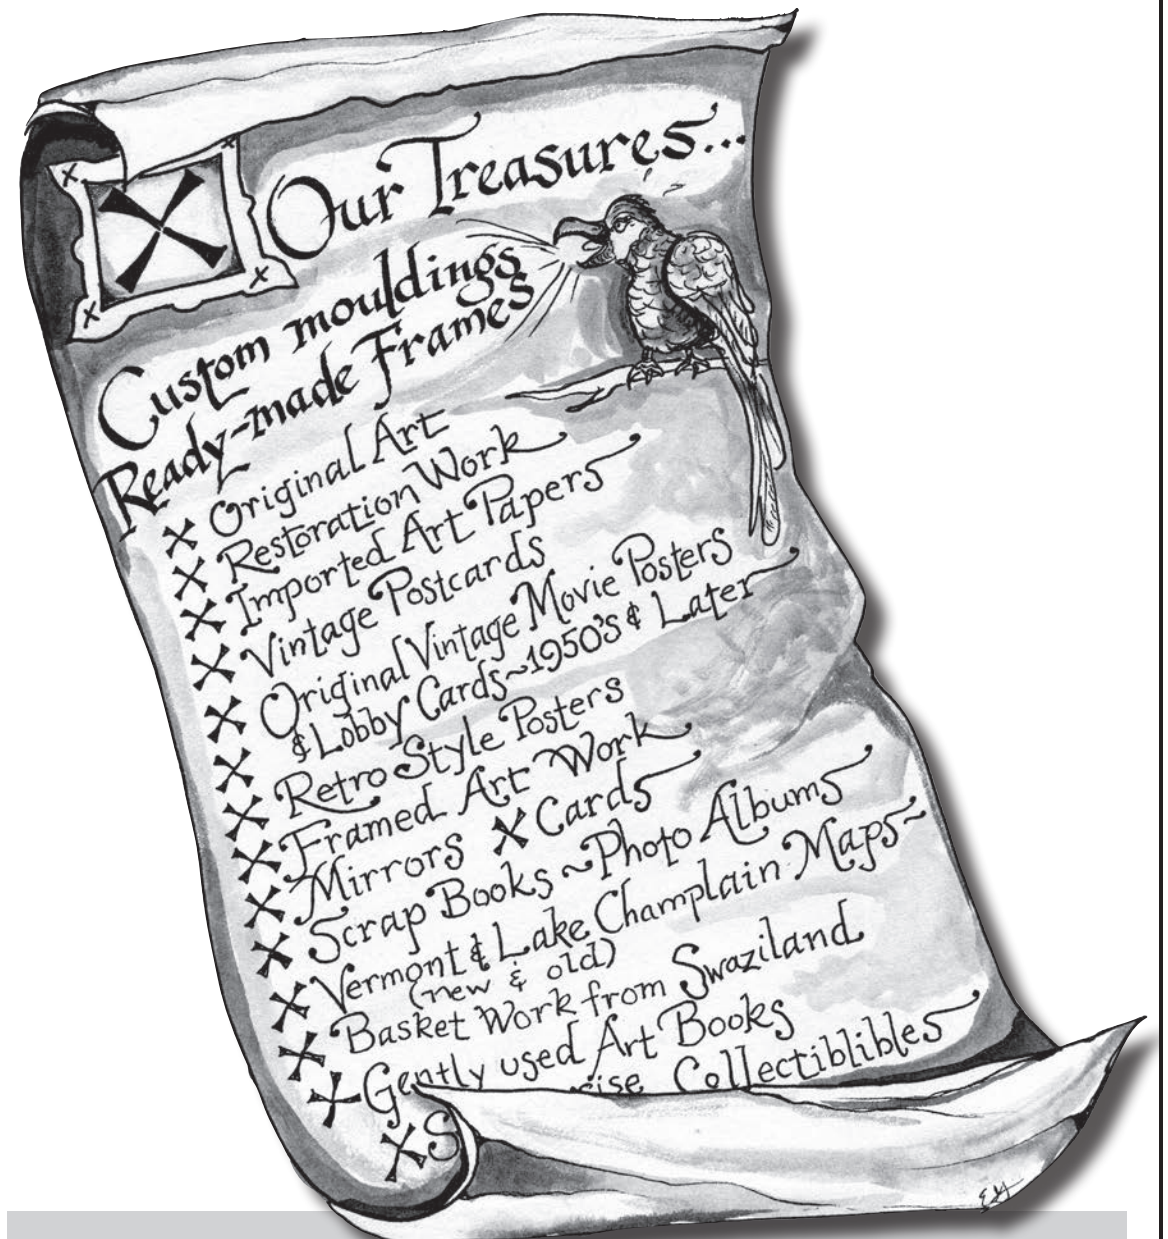 Our Treasures...
Custom mouldings
Ready-made Frames
Original Art
Restoration Work
Imported Art Papers
Vintage Postcards
Original Vintage Movie Posters
& Lobby Cards~1950's & Later
Retro Style Posters
Framed Art Work
Mirrors X Cards
Scrap Books ~Photo Albums
Vermont & Lake Champlain Maps~
(new & old)
Basket Work from Swaziland
Gently used Art Books
Collectiblibles